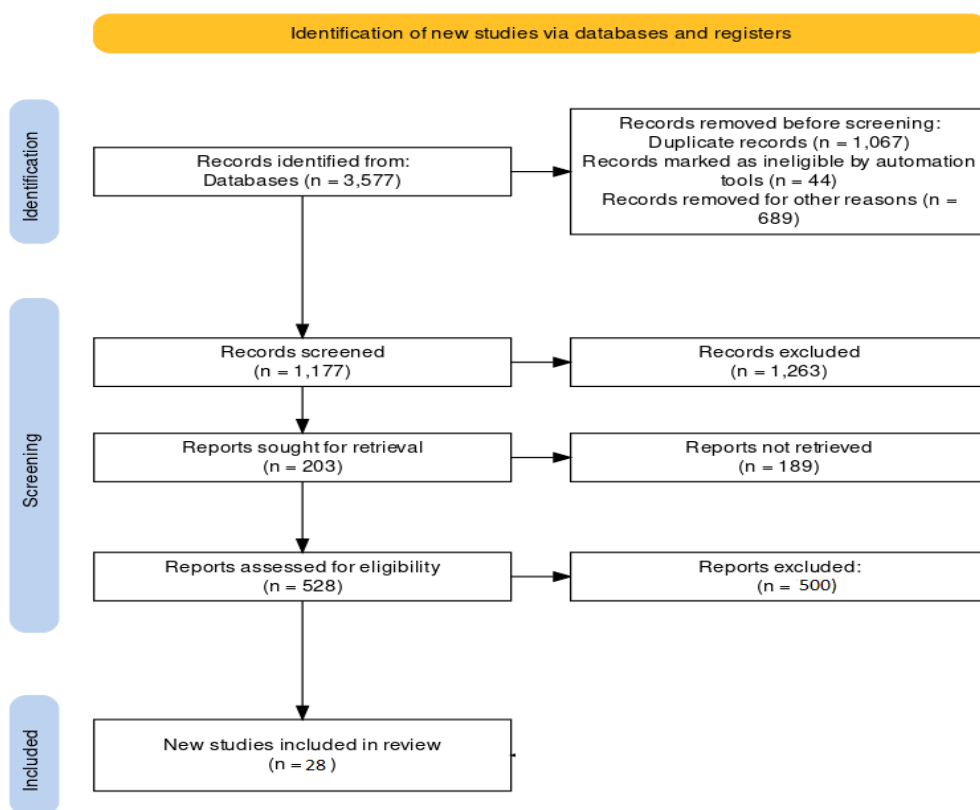 Identification of new studies via databases and registers
Identification
Records identified from:
Databases (n = 3,577)
Records removed before screening:
Duplicate records (n = 1,067)
Records marked as ineligible by automation
tools (n = 44)
Records removed for other reasons (n =
689)
Screening
Records screened
(n = 1,177)
Records excluded
(n = 1,263)
Reports sought for retrieval
(n = 203)
Reports not retrieved
(n = 189)
Reports assessed for eligibility
(n = 528)
Reports excluded:
(n = 500)
Included
New studies included in review
(n = 28)